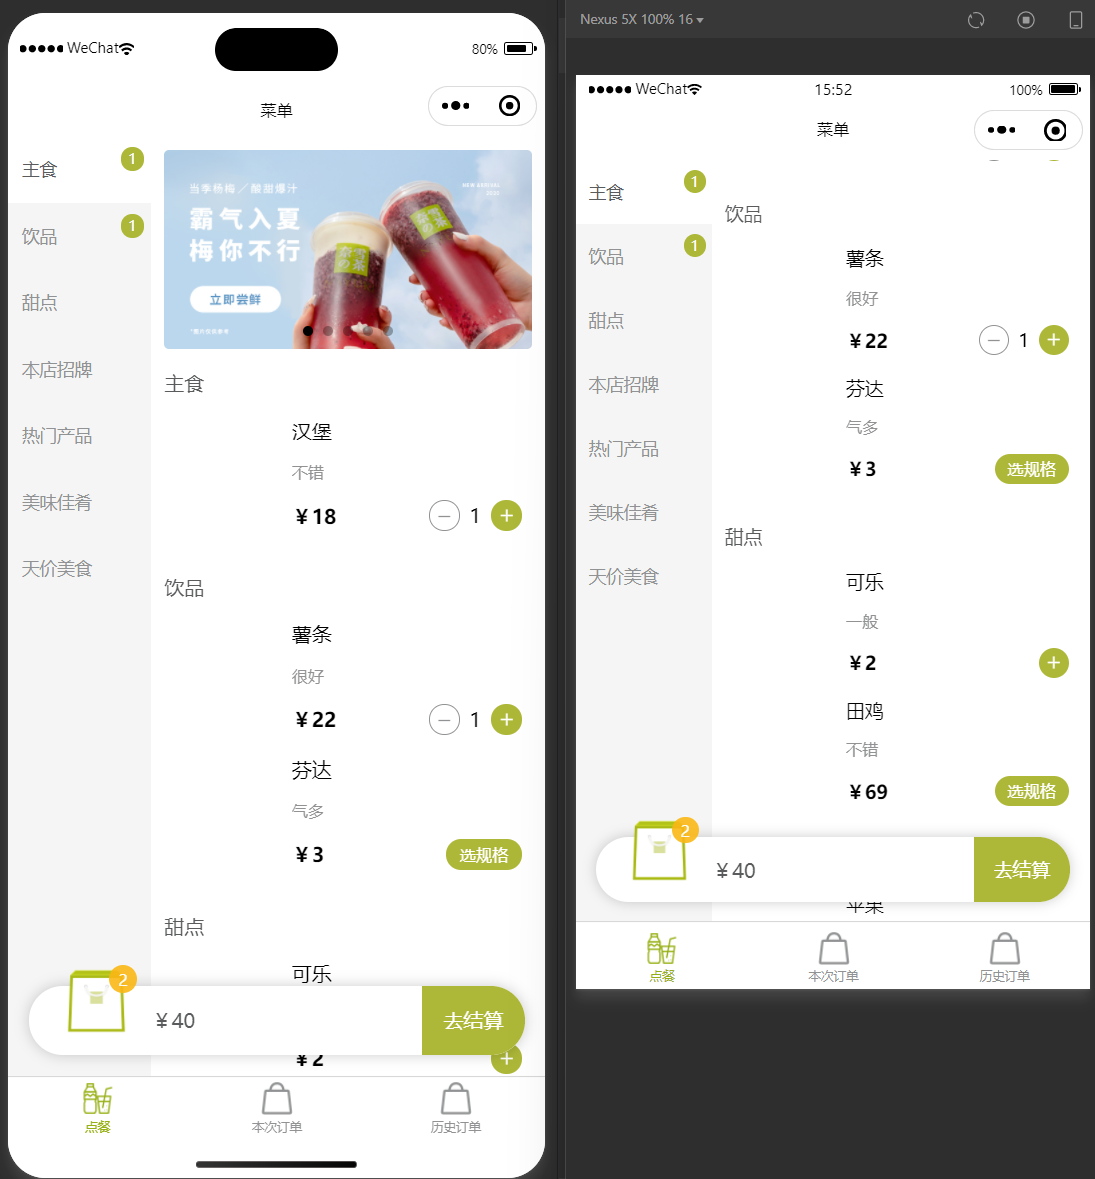 WeChat
80%
菜单
主食
1
饮品
1
甜点
本店招牌
热门产品
美味佳肴
天价美食
当季杨梅／酸甜爆汁
霸气入夏
梅你不行
立即尝鲜
NEW ARRIVAL
主食
汉堡
不错
￥18
1
饮品
薯条
很好
￥22
1
芬达
气多
￥3
选规格
甜点
可乐
￥2
2
￥40
去结算
点餐
本次订单
历史订单
Nexus 5X 100% 16
WeChat
15:52
100%
菜单
主食
1
饮品
1
甜点
本店招牌
热门产品
美味佳肴
天价美食
饮品
薯条
很好
￥22
1
芬达
气多
￥3
选规格
甜点
可乐
一般
￥2
田鸡
不错
￥69
选规格
2
￥40
去结算
苹果
点餐
本次订单
历史订单